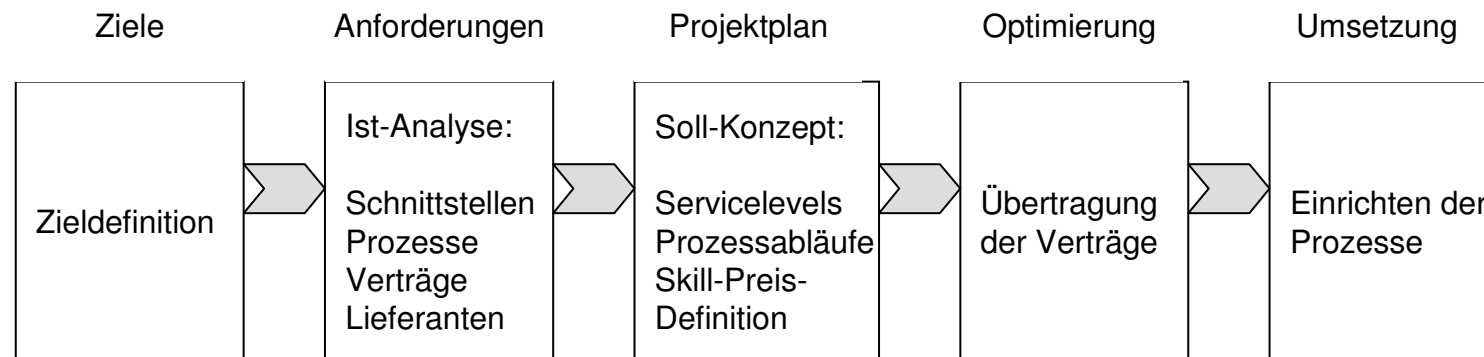 Ziele
Anforderungen
Projektplan
Optimierung
Umsetzung
Zieldefinition
Ist-Analyse:
Schnittstellen
Prozesse
Verträge
Lieferanten
Soll-Konzept:
Servicelevels
Prozessabläufe
Skill-Preis-
Definition
Übertragung
der Verträge
Einrichten der
Prozesse